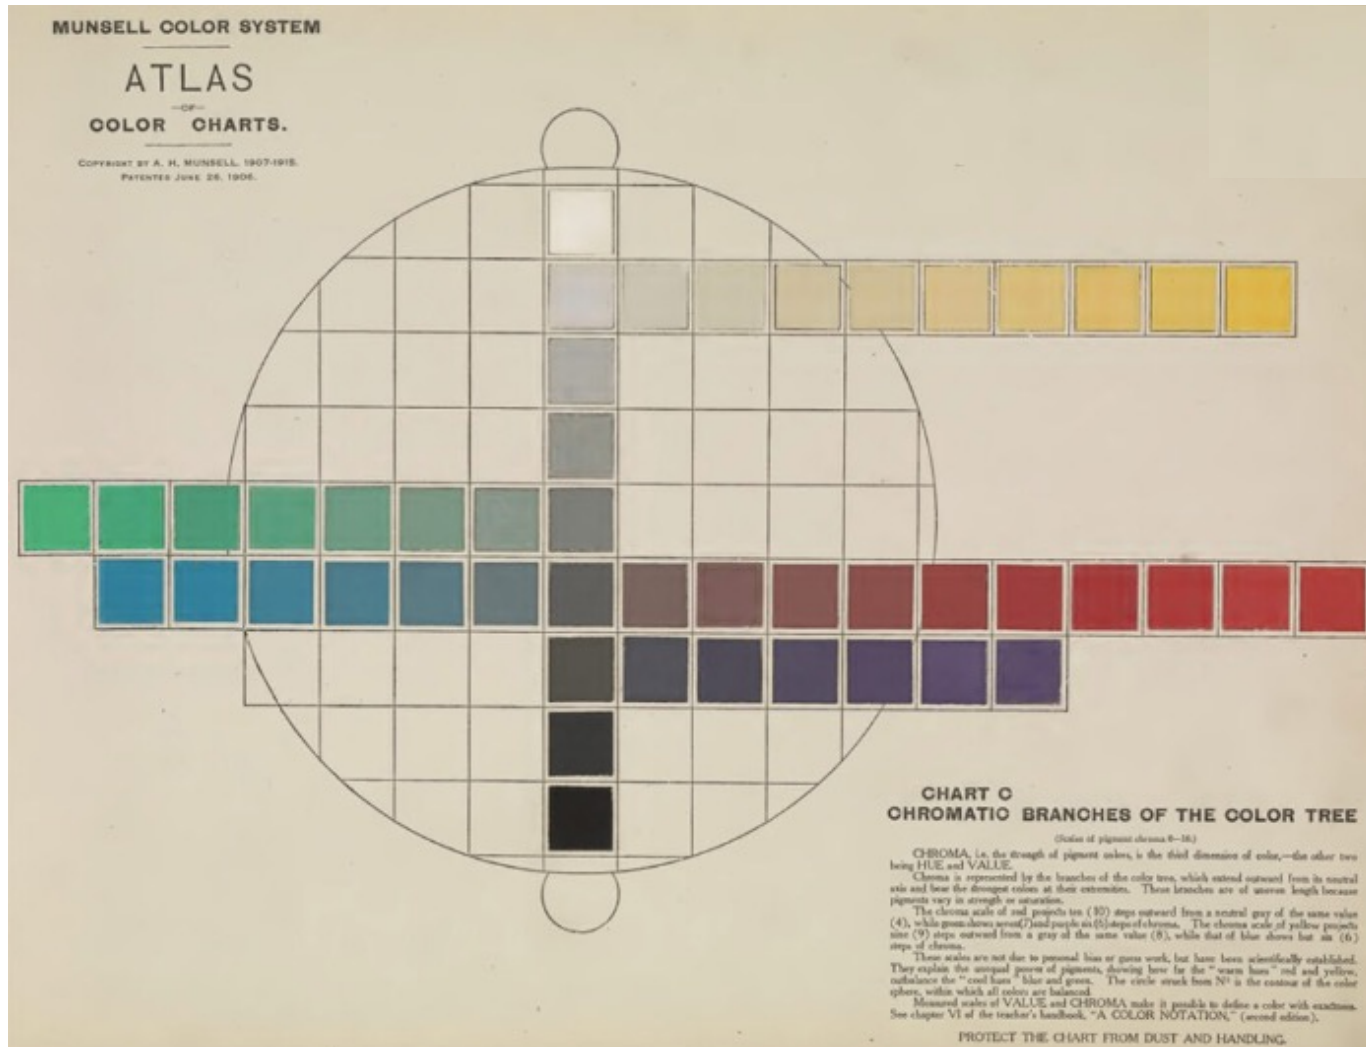 MUNSELL COLOR SYSTEM
ATLAS
—OF—
COLOR CHARTS.
COPYRIGHT BY A. H. MUNSELL, 1907-1915.
PATENTED JUNE 26, 1906.
CHART C
CHROMATIC BRANCHES OF THE COLOR TREE
(Scales of pigment chroma 0—10.)
CHROMA, i.e. the strength of pigment colors, is the third dimension of color,—the other two
being HUE and VALUE.
Chroma is represented by the branches of the color tree, which extend outward from its neutral
axis and bear the strongest colors at their extremities. These branches are of uneven length because
pigments vary in strength or saturation.
The chroma scale of red projects ten (10) steps outward from a neutral gray of the same value
(4), while green shows seven(7) and purple six(6) steps of chroma. The chroma scale of yellow projects
nine (9) steps outward from a gray of the same value (8), while that of blue shows but six (6)
steps of chroma.
These scales are not due to personal bias or guess work, but have been scientifically established.
They explain the unequal power of pigments, showing how far the "warm hues" red and yellow,
outbalance the "cool hues" blue and green. The circle struck from N⁵ is the contour of the color
sphere, within which all colors are balanced.
Measured scales of VALUE and CHROMA make it possible to define a color with exactness.
See chapter VI of the teacher's handbook, "A COLOR NOTATION," (second edition).
PROTECT THE CHART FROM DUST AND HANDLING.